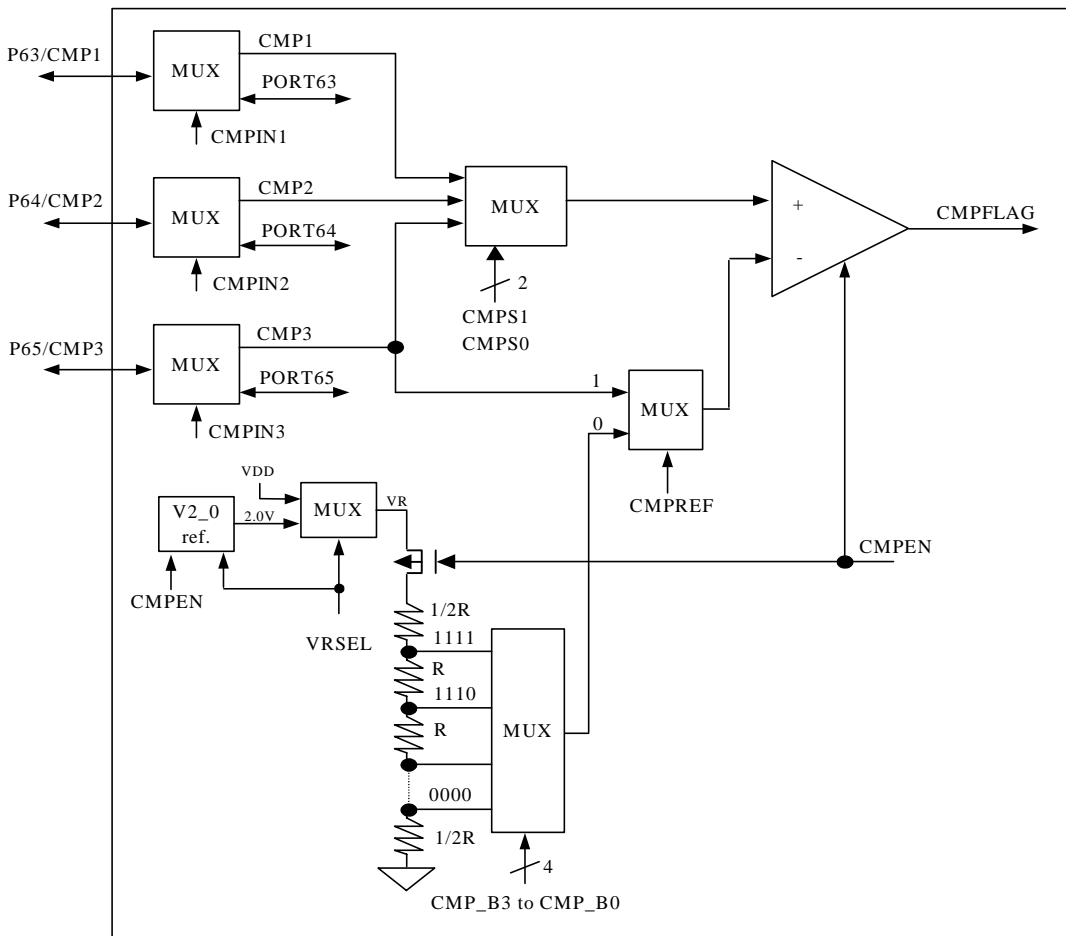 P63/CMP1
MUX
CMP1
PORT63
CMPIN1
P64/CMP2
MUX
CMP2
PORT64
CMPIN2
P65/CMP3
MUX
CMP3
PORT65
CMPIN3
MUX
2
CMPS1
CMPS0
+
-
CMPFLAG
1
0
MUX
CMPREF
VDD
V2_0
ref.
2.0V
MUX
VR
CMPEN
VRSEL
CMPEN
1/2R
1111
R
1110
R
0000
1/2R
MUX
4
CMP_B3 to CMP_B0